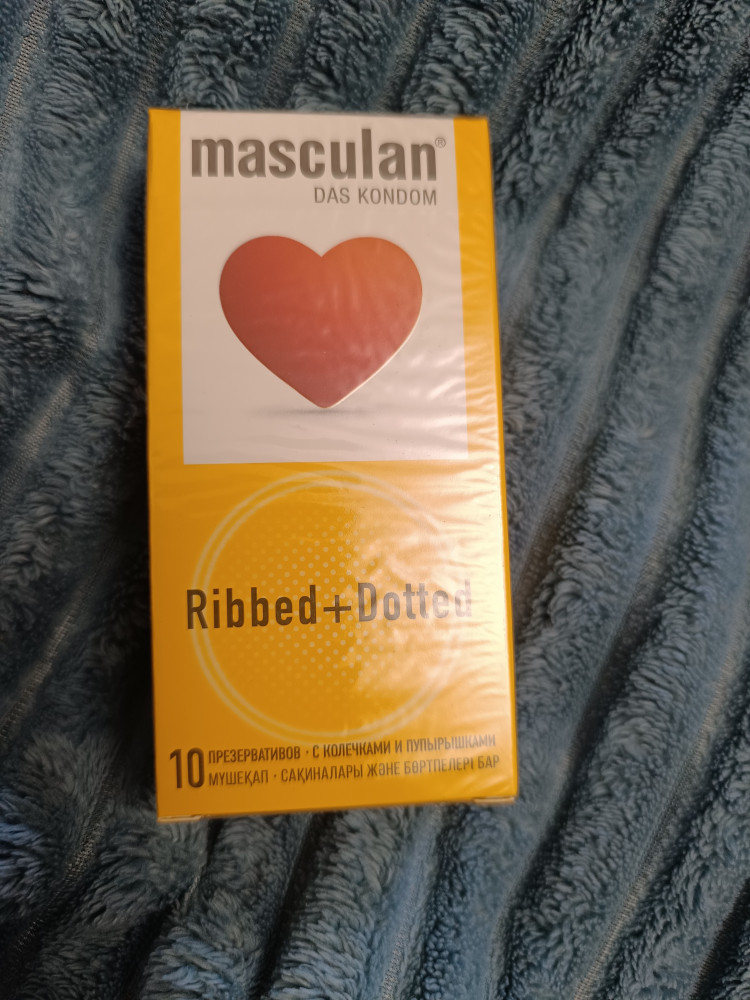 masculan®
DAS KONDOM
Ribbed+Dotted
10 ПРЕЗЕРВАТИВОВ · С КОЛЕЧКАМИ И ПУПЫРЫШКАМИ
МҮШЕҚАП · САҚИНАЛАРЫ ЖӘНЕ БӨРТПЕЛЕРІ БАР